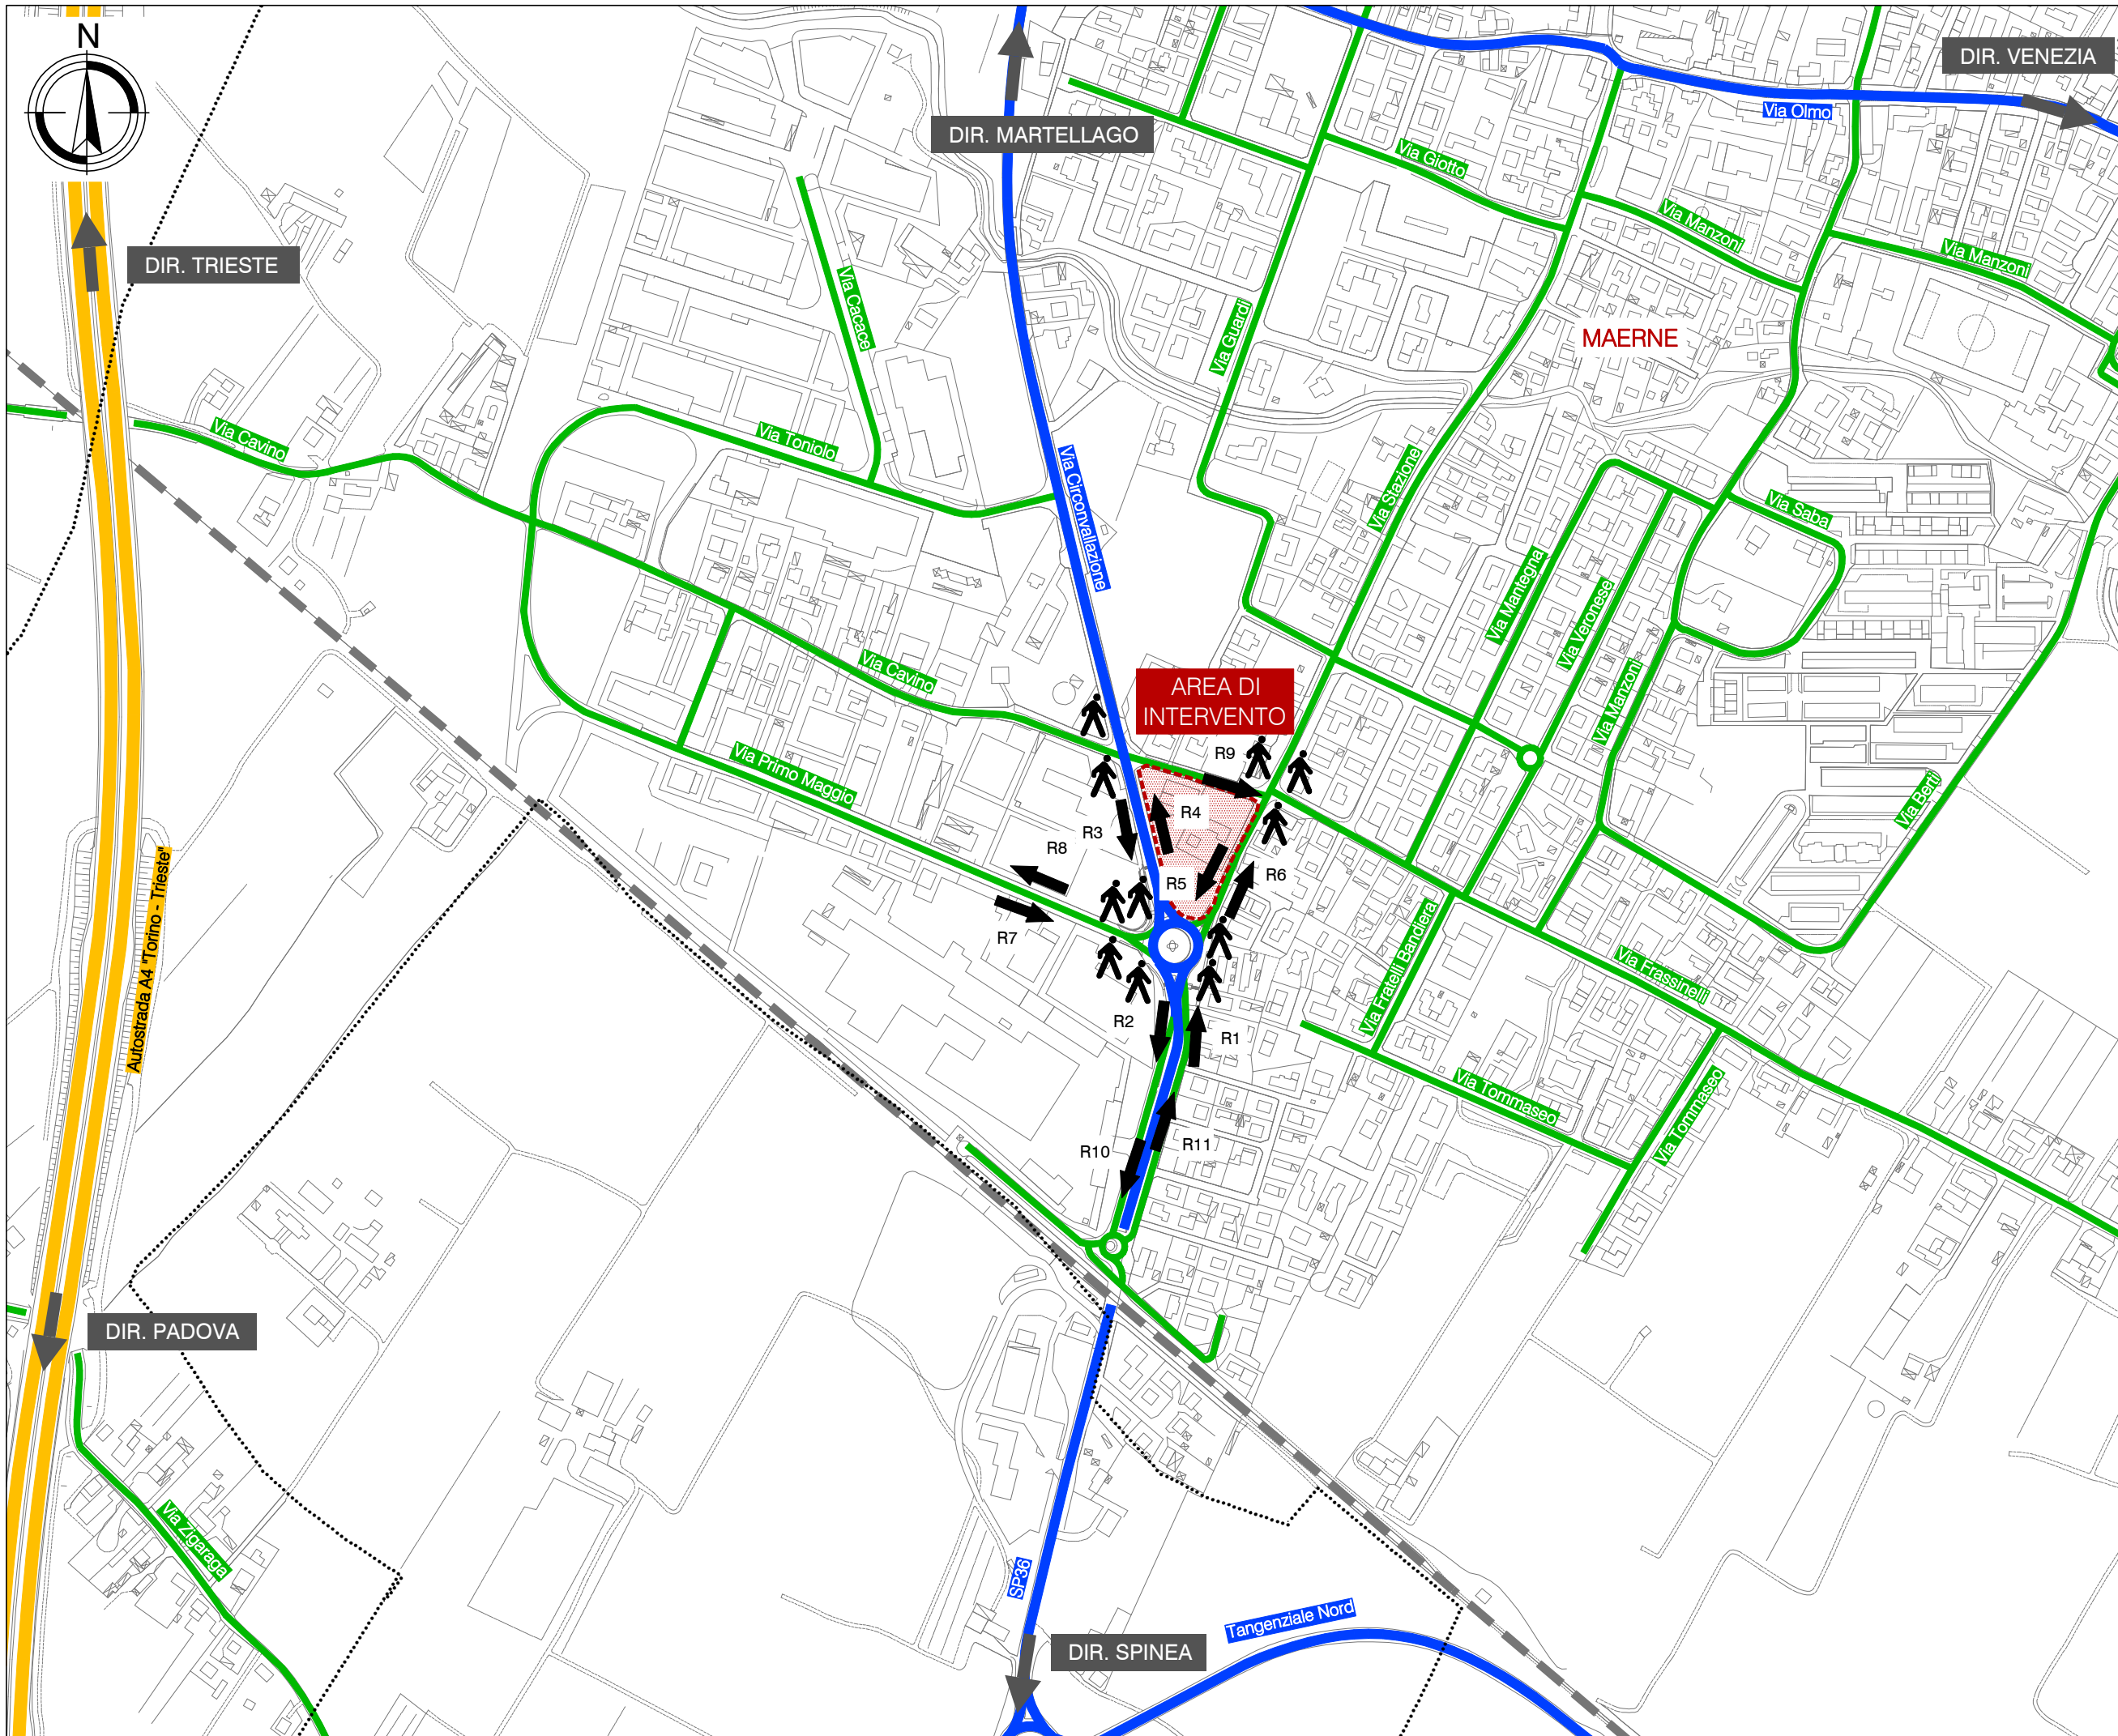 N
DIR. VENEZIA
Via Olmo
DIR. MARTELLAGO
Via Giotto
Via Manzoni
Via Manzoni
DIR. TRIESTE
Via Cacace
Via Guardi
MAERNE
Via Cavino
Via Toniolo
Via Circonvallazione
Via Stazione
Via Saba
Via Mantegna
Via Veronese
Via Manzoni
Via Cavino
AREA DI
INTERVENTO
R9
Via Primo Maggio
Via Berti
R4
R3
R8
R5
R6
R7
Autostrada A4 "Torino - Trieste"
Via Fratelli Bandiera
Via Frassinelli
R2
R1
Via Tommaseo
Via Tommaseo
R10
R11
DIR. PADOVA
Via Zigaraga
SP36
Tangenziale Nord
DIR. SPINEA